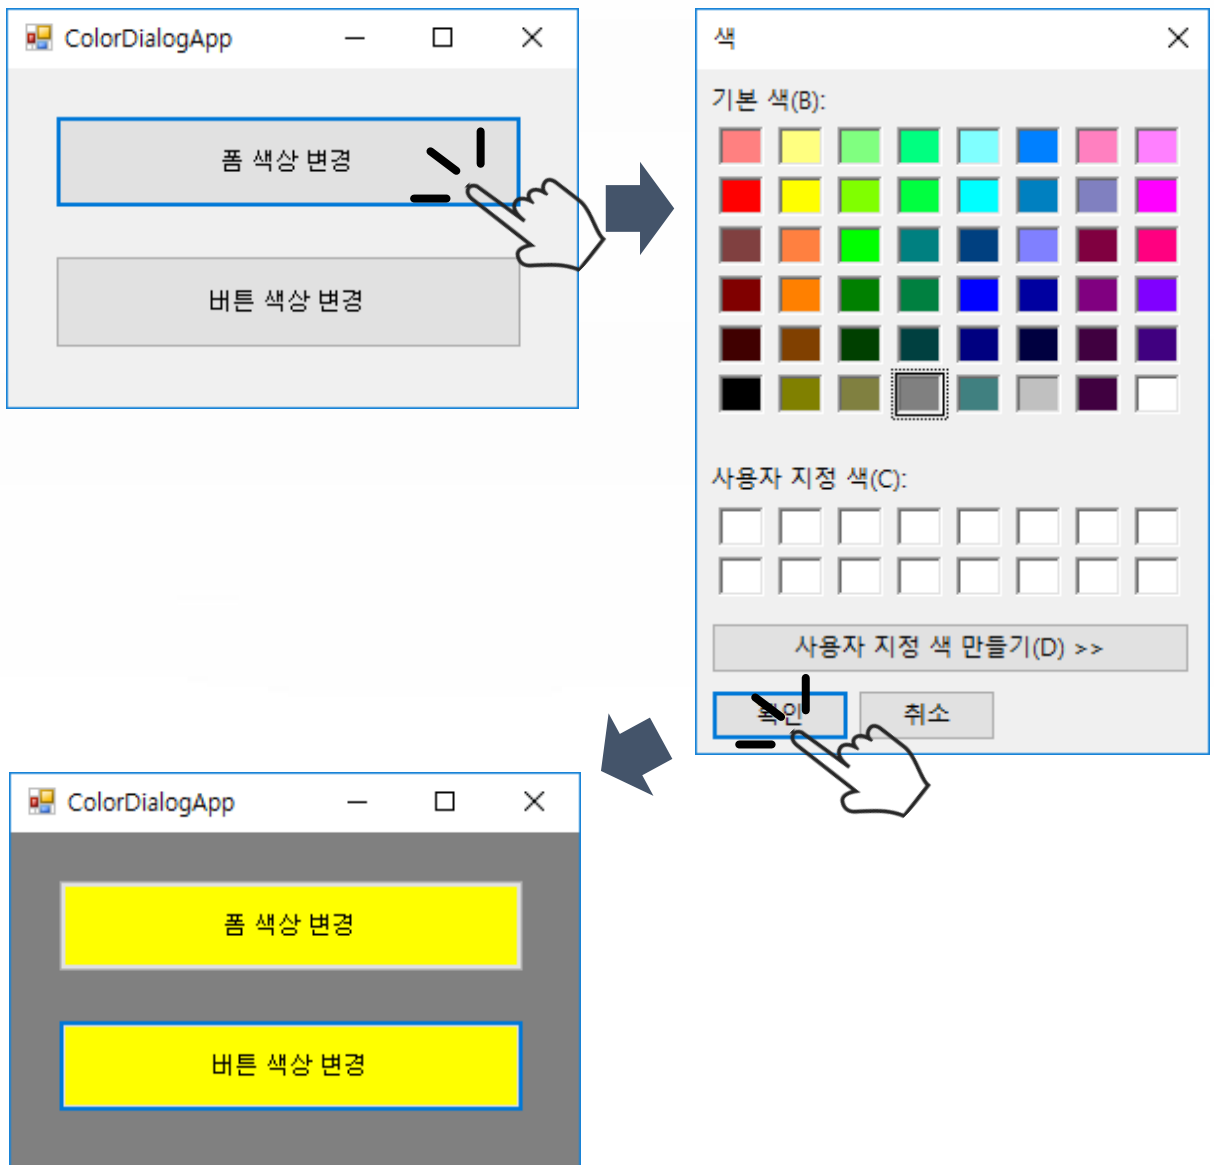 ColorDialogApp
폼 색상 변경
버튼 색상 변경
색
기본 색(B):
사용자 지정 색(C):
사용자 지정 색 만들기(D) >>
확인
취소
ColorDialogApp
폼 색상 변경
버튼 색상 변경